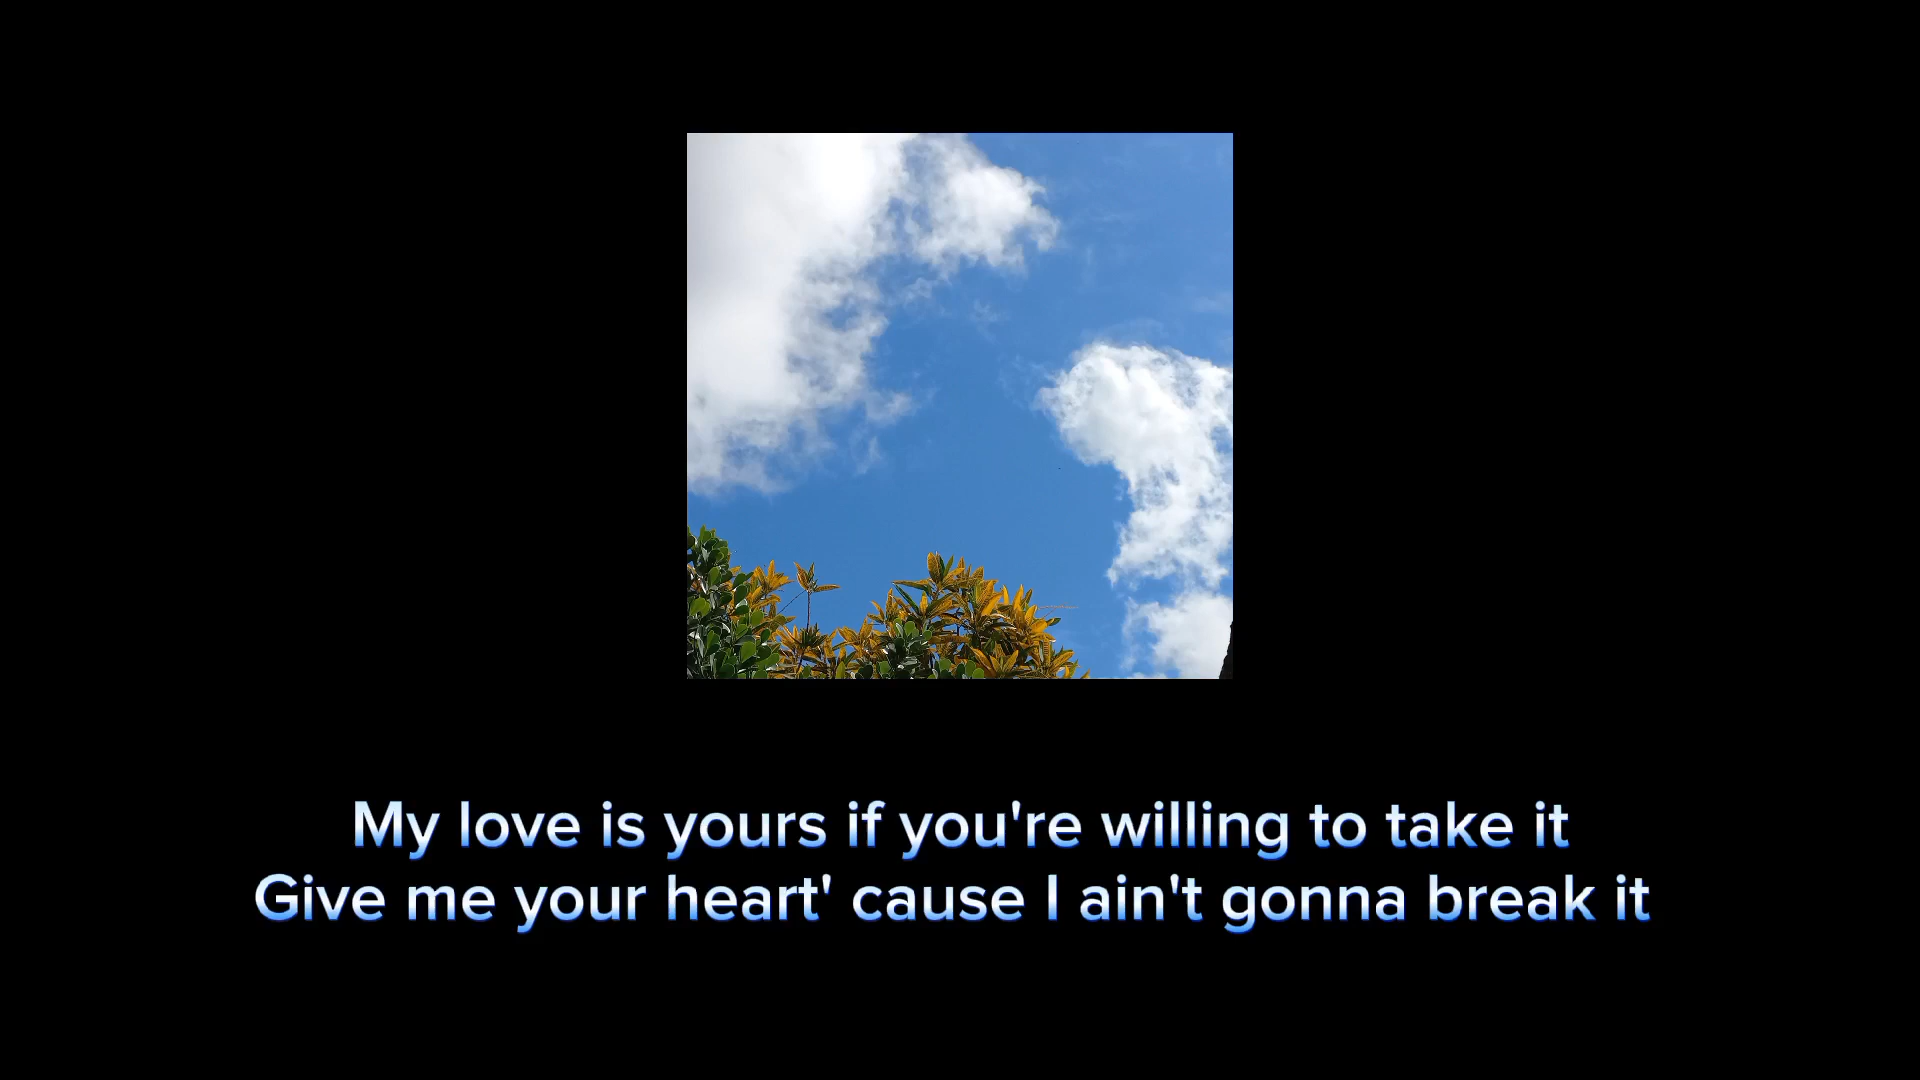 My love is yours if you're willing to take it
Give me your heart' cause I ain't gonna break it